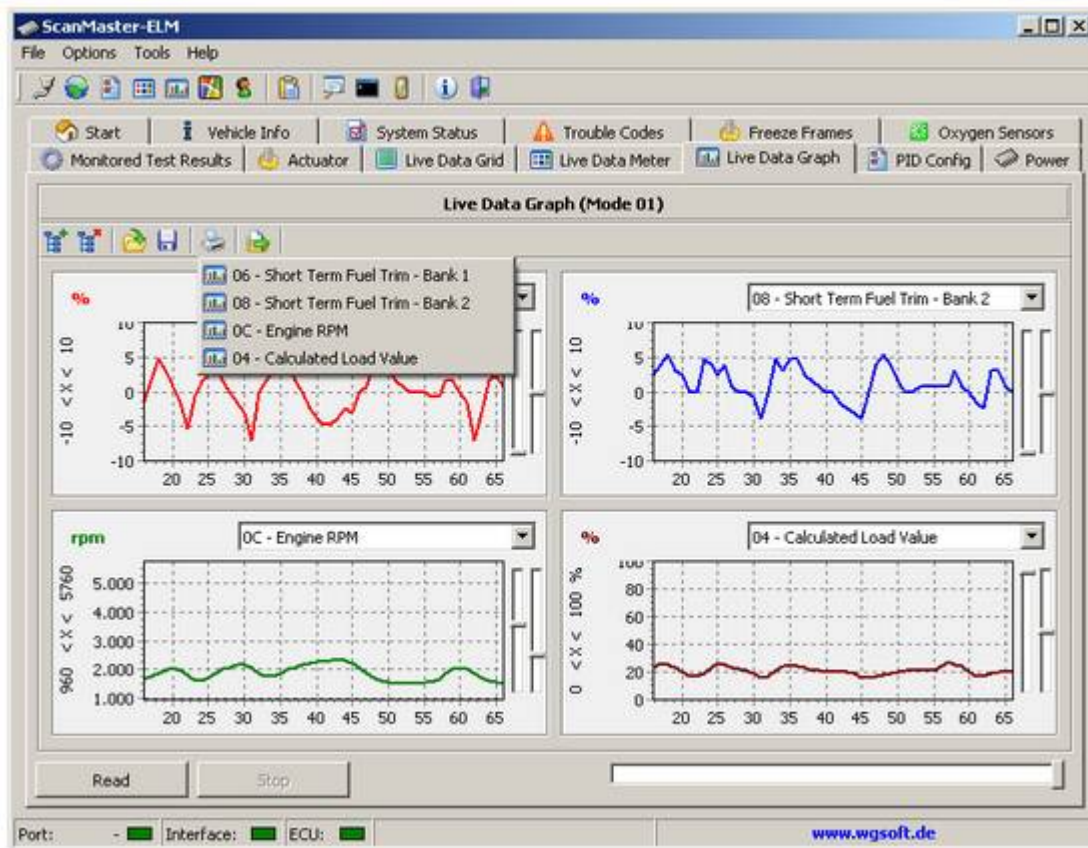 ScanMaster-ELM
File Options Tools Help
Start Vehicle Info System Status Trouble Codes Freeze Frames Oxygen Sensors
Monitored Test Results Actuator Live Data Grid Live Data Meter Live Data Graph PID Config Power
Live Data Graph (Mode 01)
06 - Short Term Fuel Trim - Bank 1
08 - Short Term Fuel Trim - Bank 2
0C - Engine RPM
04 - Calculated Load Value
%
-10 < X < 10
10
5
0
-5
-10
20 25 30 35 40 45 50 55 60 65
%
08 - Short Term Fuel Trim - Bank 2
-10 < X < 10
10
5
0
-5
-10
20 25 30 35 40 45 50 55 60 65
rpm
0C - Engine RPM
960 < X < 5760
5.000
4.000
3.000
2.000
1.000
20 25 30 35 40 45 50 55 60 65
%
04 - Calculated Load Value
0 < X < 100 %
100
80
60
40
20
0
20 25 30 35 40 45 50 55 60 65
Read Stop
Port: - Interface: ECU: www.wgsoft.de